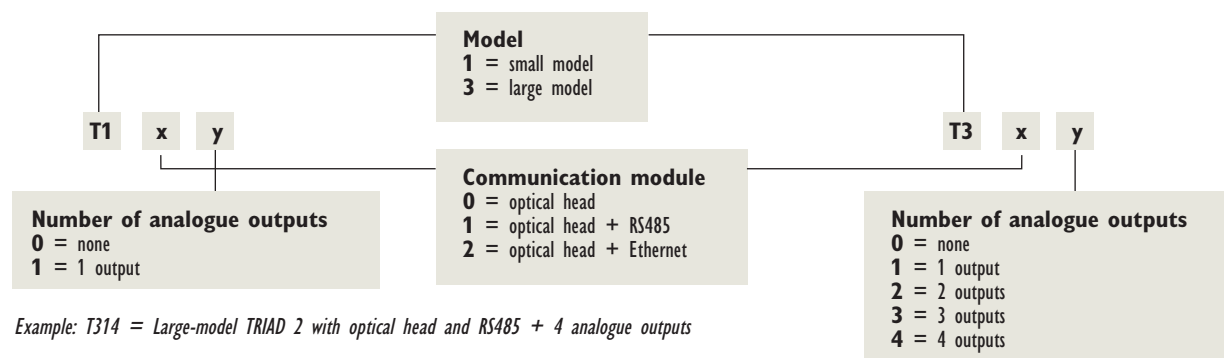 Model
1 = small model
3 = large model
T1 x y
T3 x y
Communication module
0 = optical head
1 = optical head + RS485
2 = optical head + Ethernet
Number of analogue outputs
0 = none
1 = 1 output
Number of analogue outputs
0 = none
1 = 1 output
2 = 2 outputs
3 = 3 outputs
4 = 4 outputs
Example: T314 = Large-model TRIAD 2 with optical head and RS485 + 4 analogue outputs